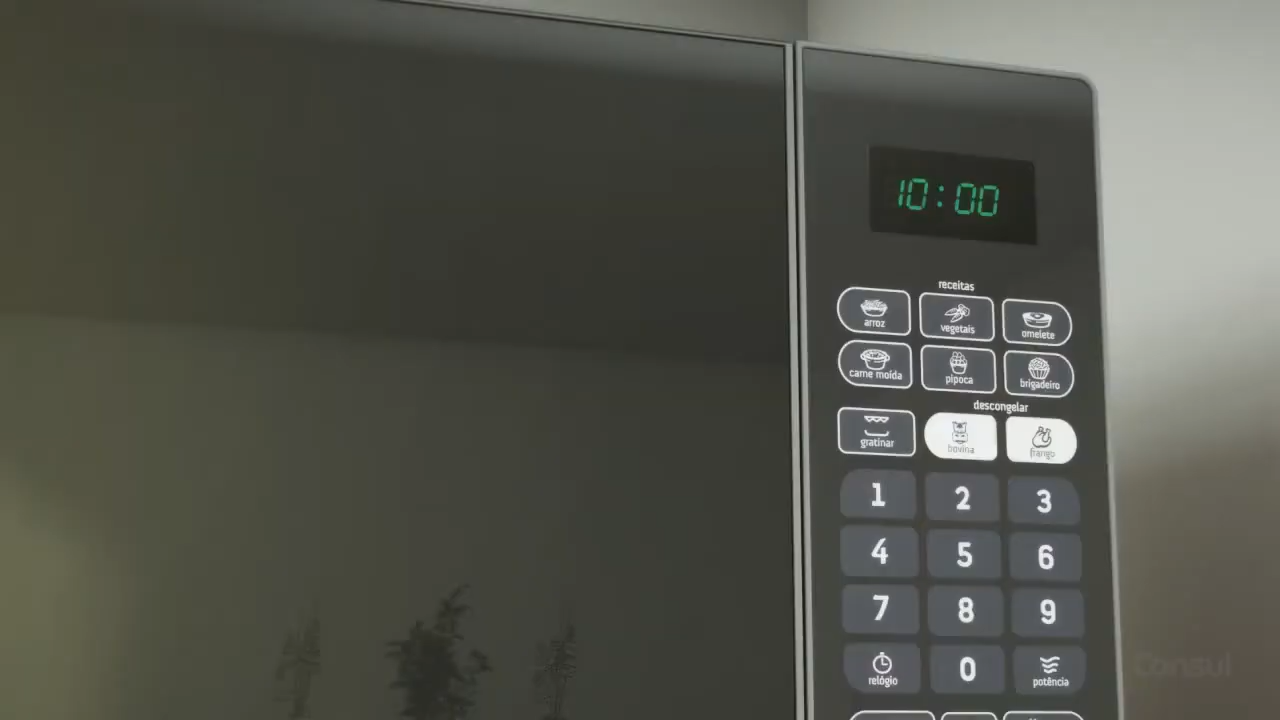 10:00
receitas
arroz
vegetais
omelete
carne moída
pipoca
brigadeiro
descongelar
gratinar
bovina
frango
1 2 3
4 5 6
7 8 9
relógio
0
potência
Consul